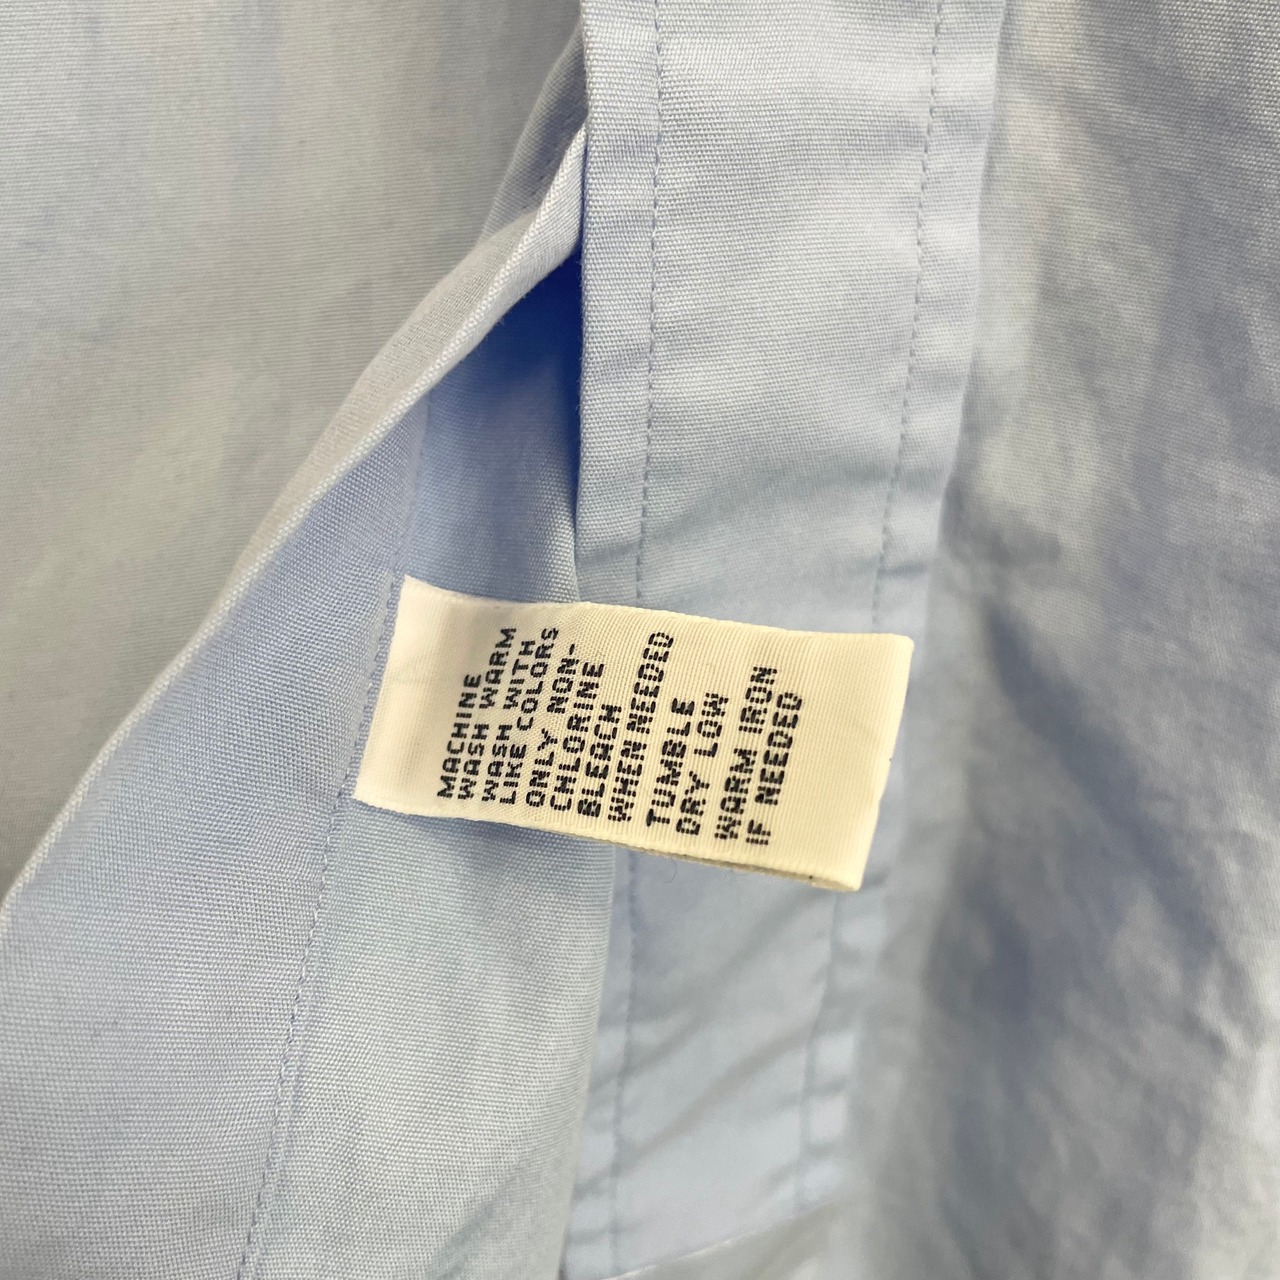 MACHINE
WASH WARM
WASH WITH
LIKE COLORS
ONLY NON-
CHLORINE
BLEACH
WHEN NEEDED
TUMBLE
DRY LOW
WARM IRON
IF NEEDED